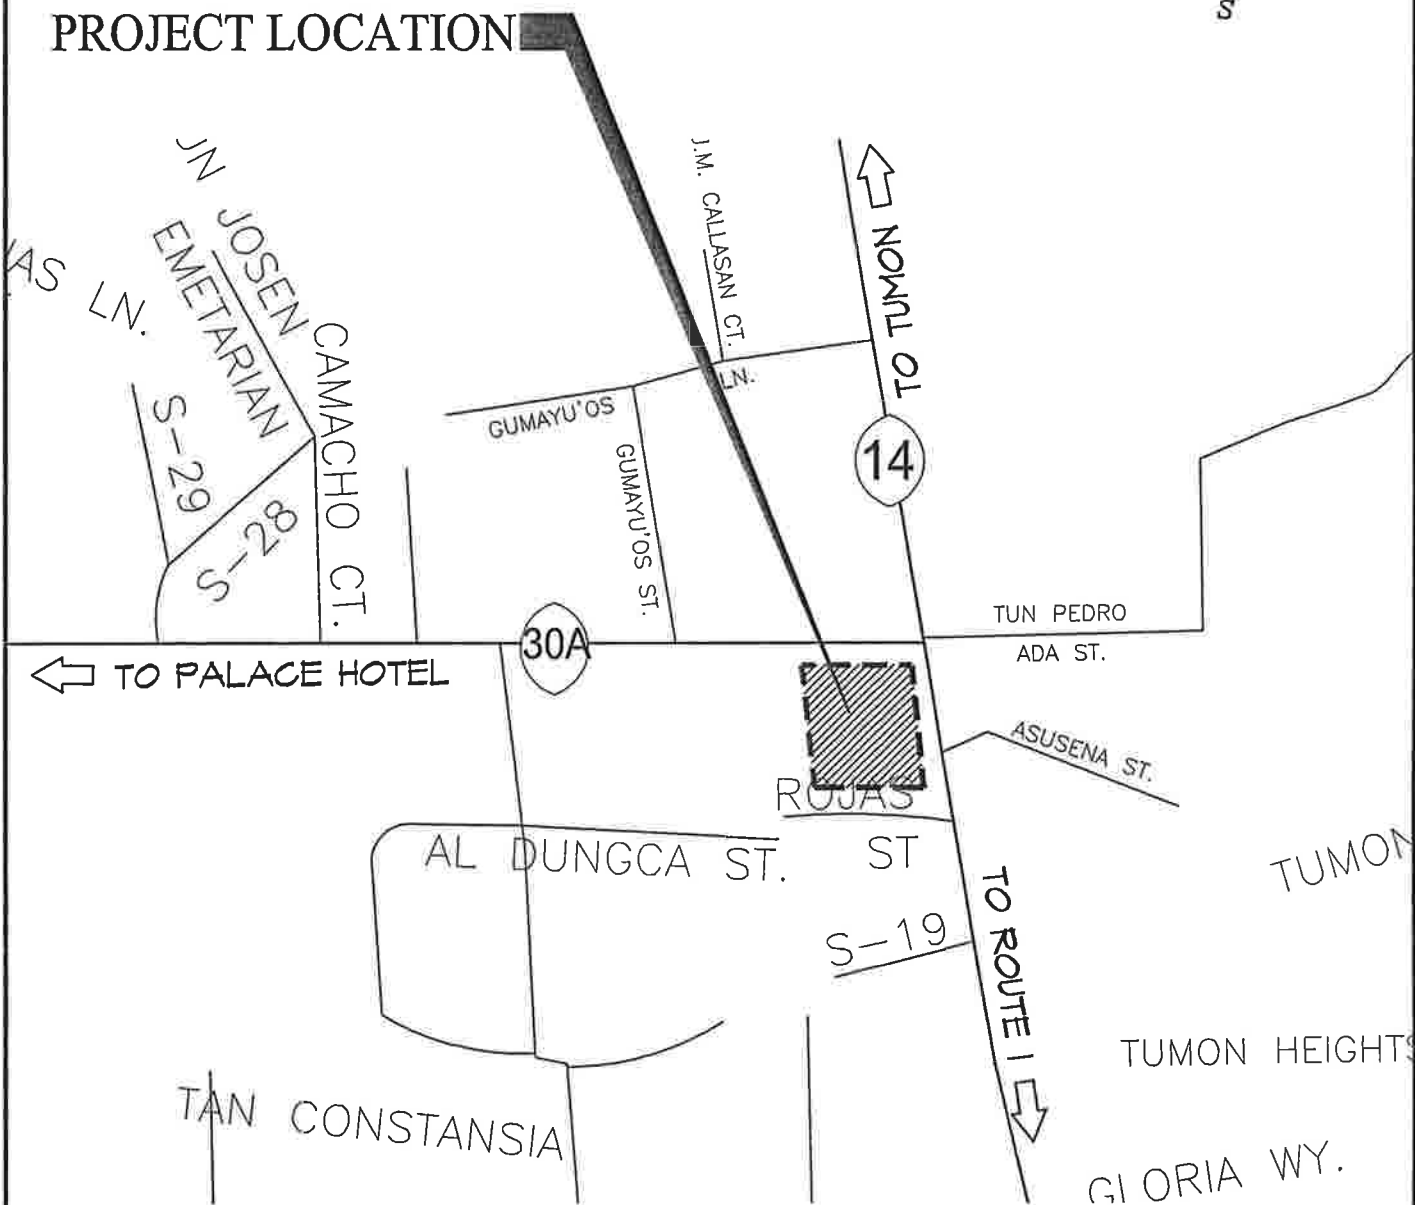 S
PROJECT LOCATION
JN JOSEN
EMETARIAN
AS LN.
CAMACHO CT.
S-29
S-28
J.M. CALLASAN CT.
TO TUMON
GUMAYU'OS LN.
GUMAYU'OS ST.
14
30A
TUN PEDRO
ADA ST.
TO PALACE HOTEL
ASUSENA ST.
ROJAS
ST
AL DUNGCA ST.
TUMON
S-19
TO ROUTE 1
TUMON HEIGHTS
TAN CONSTANSIA
GLORIA WY.